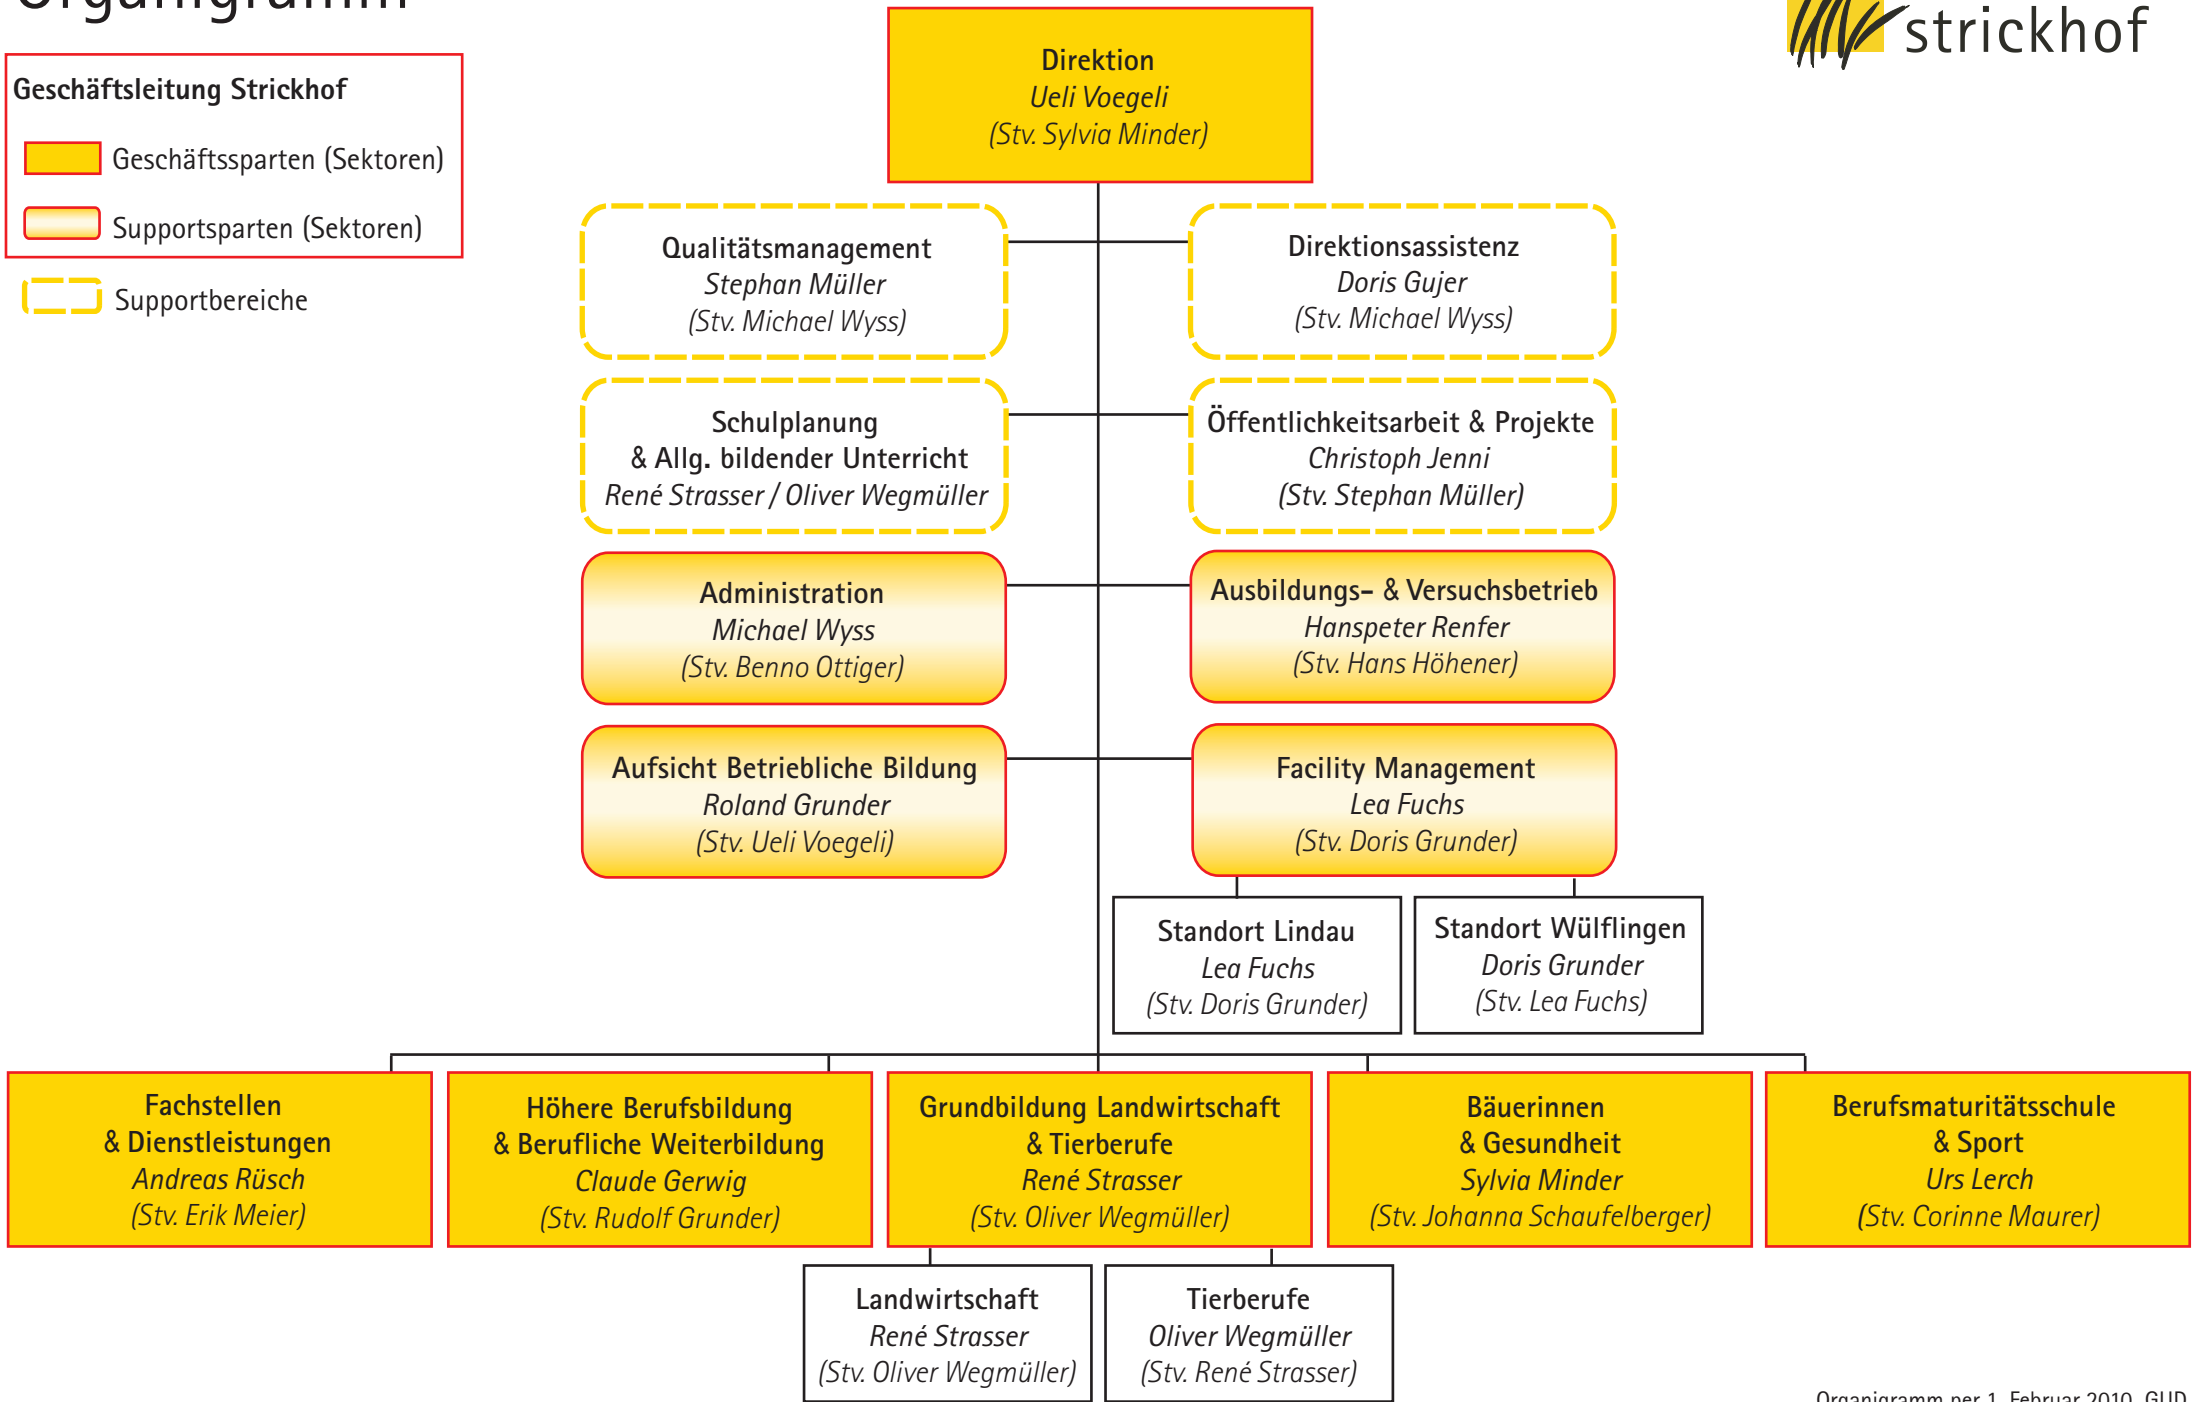 Organigramm
strickhof
Geschäftsleitung Strickhof
Geschäftssparten (Sektoren)
Supportsparten (Sektoren)
Supportbereiche
Direktion
Ueli Voegeli
(Stv. Sylvia Minder)
Qualitätsmanagement
Stephan Müller
(Stv. Michael Wyss)
Direktionsassistenz
Doris Gujer
(Stv. Michael Wyss)
Schulplanung
& Allg. bildender Unterricht
René Strasser / Oliver Wegmüller
Öffentlichkeitsarbeit & Projekte
Christoph Jenni
(Stv. Stephan Müller)
Administration
Michael Wyss
(Stv. Benno Ottiger)
Ausbildungs- & Versuchsbetrieb
Hanspeter Renfer
(Stv. Hans Höhener)
Aufsicht Betriebliche Bildung
Roland Grunder
(Stv. Ueli Voegeli)
Facility Management
Lea Fuchs
(Stv. Doris Grunder)
Standort Lindau
Lea Fuchs
(Stv. Doris Grunder)
Standort Wülflingen
Doris Grunder
(Stv. Lea Fuchs)
Fachstellen
& Dienstleistungen
Andreas Rüsch
(Stv. Erik Meier)
Höhere Berufsbildung
& Berufliche Weiterbildung
Claude Gerwig
(Stv. Rudolf Grunder)
Grundbildung Landwirtschaft
& Tierberufe
René Strasser
(Stv. Oliver Wegmüller)
Bäuerinnen
& Gesundheit
Sylvia Minder
(Stv. Johanna Schaufelberger)
Berufsmaturitätsschule
& Sport
Urs Lerch
(Stv. Corinne Maurer)
Landwirtschaft
René Strasser
(Stv. Oliver Wegmüller)
Tierberufe
Oliver Wegmüller
(Stv. René Strasser)
Organigramm per 1. Februar 2010, GUD